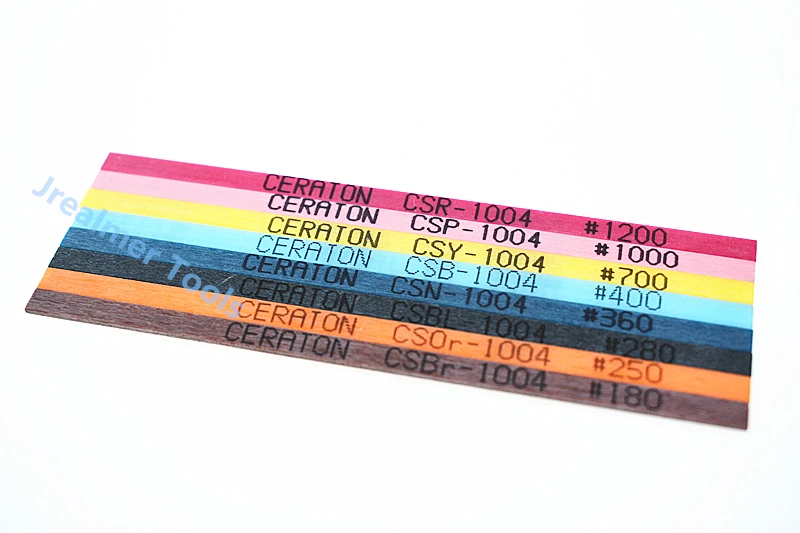 CERATON CSR-1004 #1200
CERATON CSP-1004 #1000
CERATON CSY-1004 #700
CERATON CSB-1004 #400
CERATON CSN-1004 #360
CERATON CSBL-1004 #280
CERATON CSOr-1004 #250
CERATON CSBr-1004 #180
Jrealmer Tools